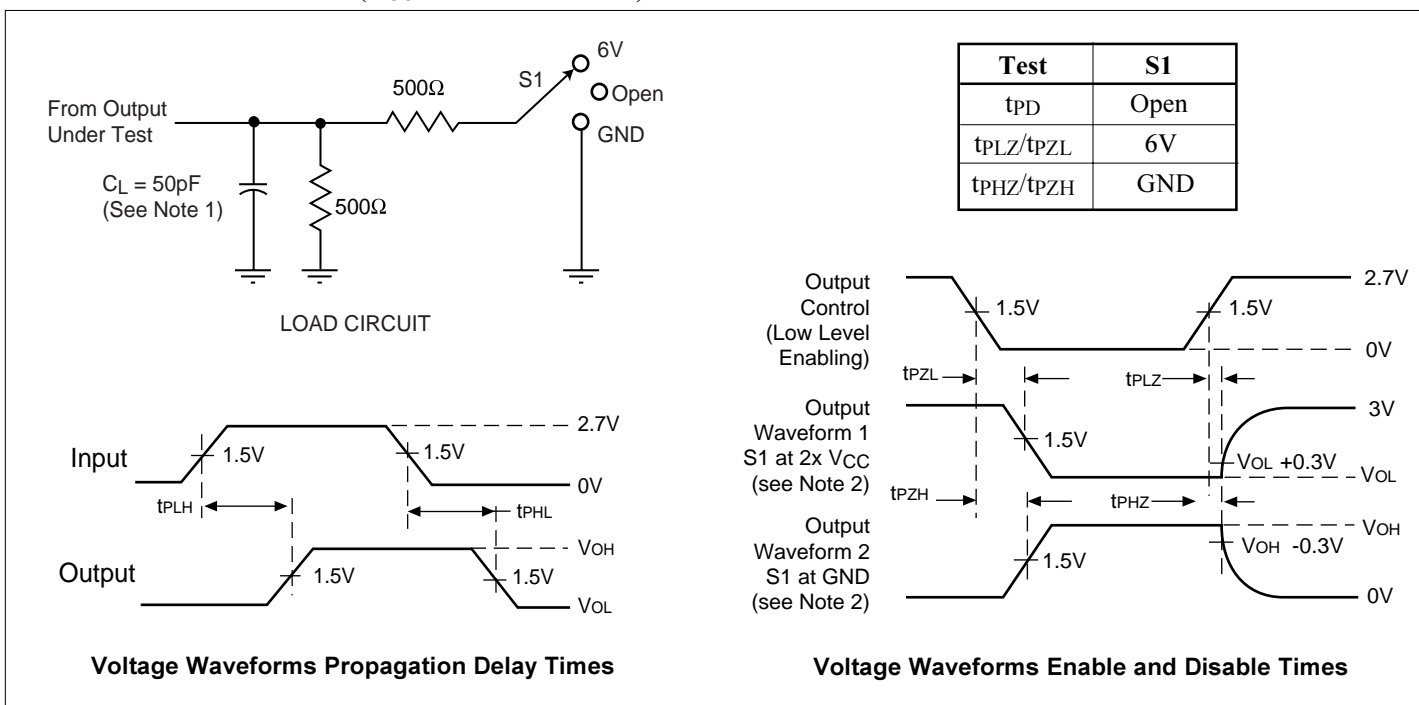 6V
S1
Open
500Ω
From Output
Under Test
GND
CL = 50pF
(See Note 1)
500Ω
LOAD CIRCUIT
Test S1
tPD Open
tPLZ/tPZL 6V
tPHZ/tPZH GND
Input
1.5V
1.5V
2.7V
0V
tPLH
tPHL
Output
1.5V
1.5V
VOH
VOL
Voltage Waveforms Propagation Delay Times
Output
Control
(Low Level
Enabling)
1.5V
1.5V
2.7V
0V
tPZL
tPLZ
Output
Waveform 1
S1 at 2x VCC
(see Note 2)
1.5V
3V
VOL +0.3V
VOL
tPZH
tPHZ
Output
Waveform 2
S1 at GND
(see Note 2)
1.5V
VOH
VOH -0.3V
0V
Voltage Waveforms Enable and Disable Times